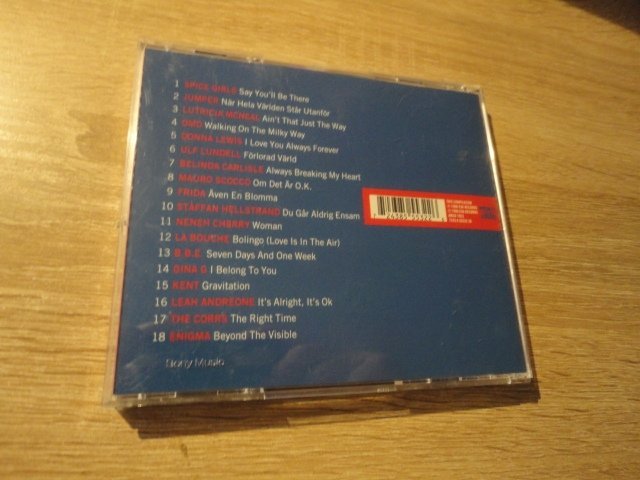 1 SPICE GIRLS Say You'll Be There
2 JUMPER När Hela Världen Står Utanför
3 LUTRICIA MCNEAL Ain't That Just The Way
4 OMD Walking On The Milky Way
5 DONNA LEWIS I Love You Always Forever
6 ULF LUNDELL Förlorad Värld
7 BELINDA CARLISLE Always Breaking My Heart
8 MAURO SCOCCO Om Det Är O.K.
9 FRIDA Även En Blomma
10 STAFFAN HELLSTRAND Du Går Aldrig Ensam
11 NENEH CHERRY Woman
12 LA BOUCHE Bolingo (Love Is In The Air)
13 B.B.E. Seven Days And One Week
14 GINA G I Belong To You
15 KENT Gravitation
16 LEAH ANDREONE It's Alright, It's Ok
17 THE CORRS The Right Time
18 ENIGMA Beyond The Visible
Sony Music